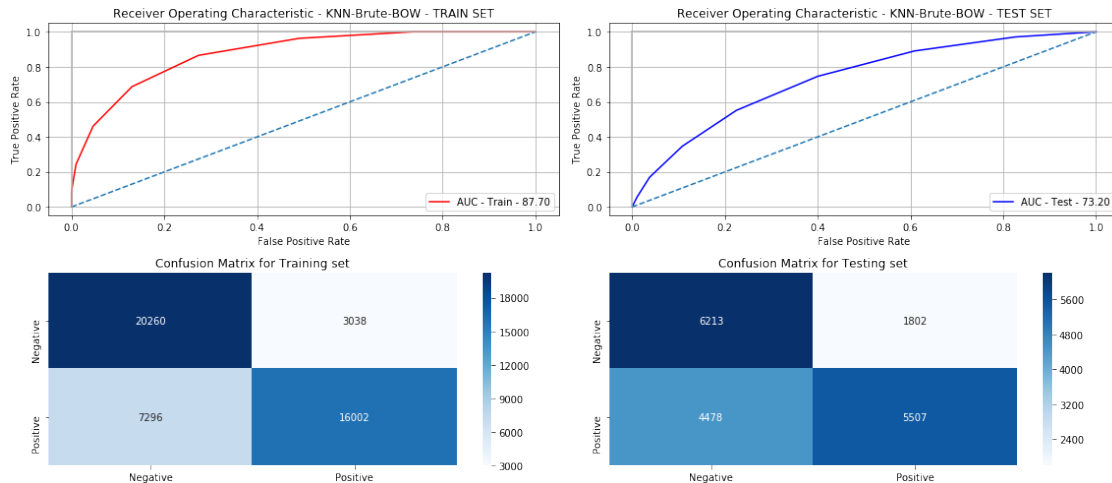 Receiver Operating Characteristic - KNN-Brute-BOW - TRAIN SET
1.0
0.8
0.6
0.4
0.2
0.0
True Positive Rate
AUC - Train - 87.70
0.0 0.2 0.4 0.6 0.8 1.0
False Positive Rate
Receiver Operating Characteristic - KNN-Brute-BOW - TEST SET
1.0
0.8
0.6
0.4
0.2
0.0
True Positive Rate
AUC - Test - 73.20
0.0 0.2 0.4 0.6 0.8 1.0
False Positive Rate
Confusion Matrix for Training set
Negative
20260 3038
Positive
7296 16002
Negative Positive
18000
15000
12000
9000
6000
3000
Confusion Matrix for Testing set
Negative
6213 1802
Positive
4478 5507
Negative Positive
5600
4800
4000
3200
2400